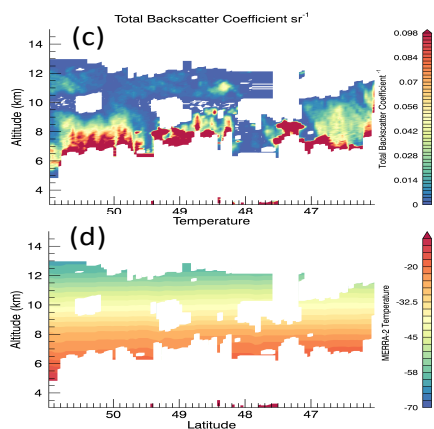 Total Backscatter Coefficient sr⁻¹
(c)
14
12
10
8
6
4
Altitude (km)
50 49 48 47
Temperature
0.098
0.084
0.07
0.056
0.042
0.028
0.014
0
Total Backscatter Coefficient⁻¹
(d)
14
12
10
8
6
4
Altitude (km)
50 49 48 47
Latitude
-20
-32.5
-45
-58
-70
MERRA-2 Temperature